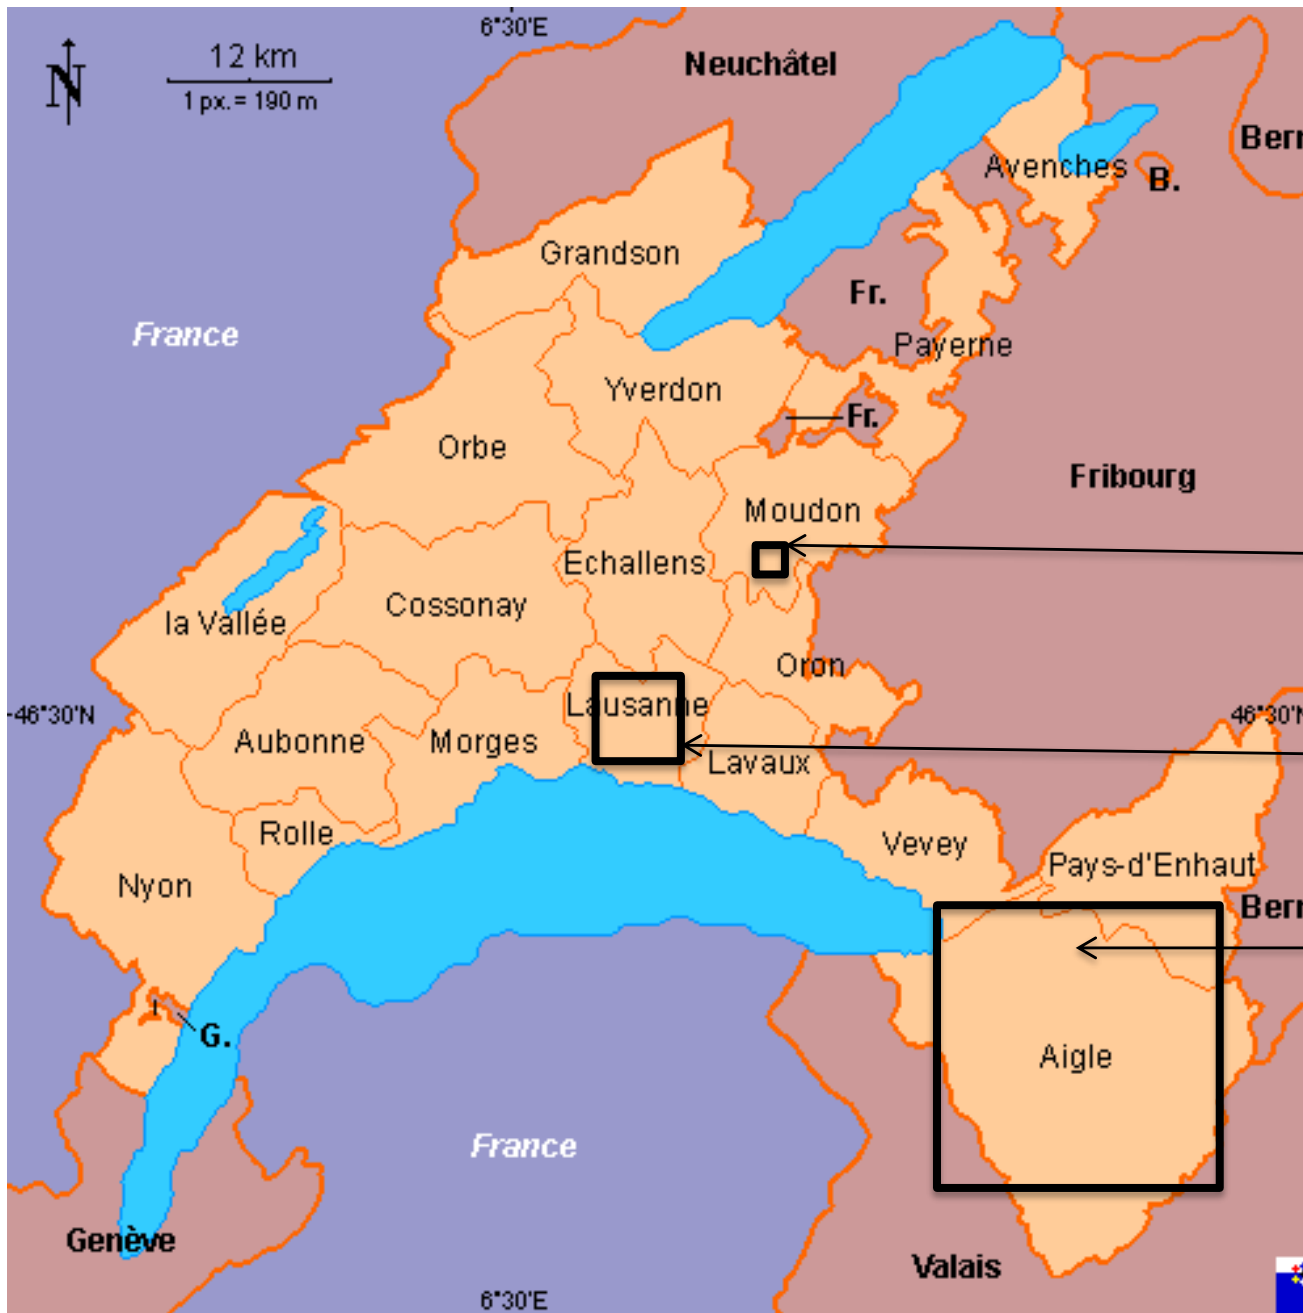 6°30'E
12 km
N
1 px.= 190 m
Neuchâtel
Bern
Avenches
B.
Grandson
Fr.
France
Payerne
Yverdon
Fr.
Orbe
Fribourg
Moudon
Echallens
Cossonay
la Vallée
Oron
Lausanne
46°30'N
46°30'N
Aubonne
Morges
Lavaux
Rolle
Vevey
Pays-d'Enhaut
Nyon
Bern
G.
Aigle
France
Genève
Valais
6°30'E